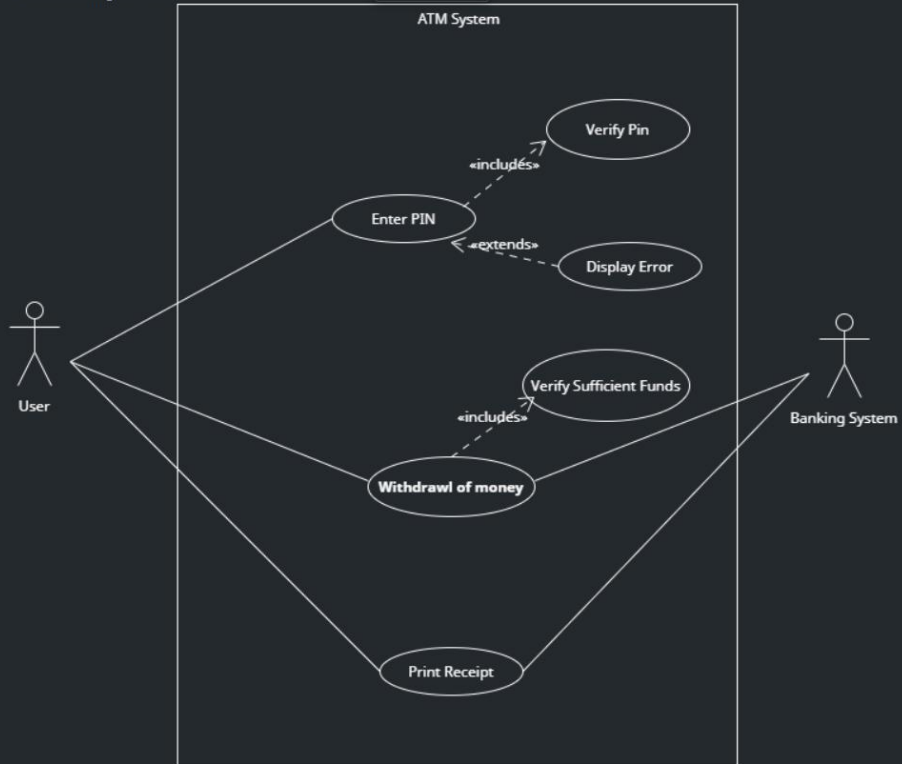 ATM System
Verify Pin
«includes»
Enter PIN
«extends»
Display Error
User
Verify Sufficient Funds
«includes»
Banking System
Withdrawl of money
Print Receipt